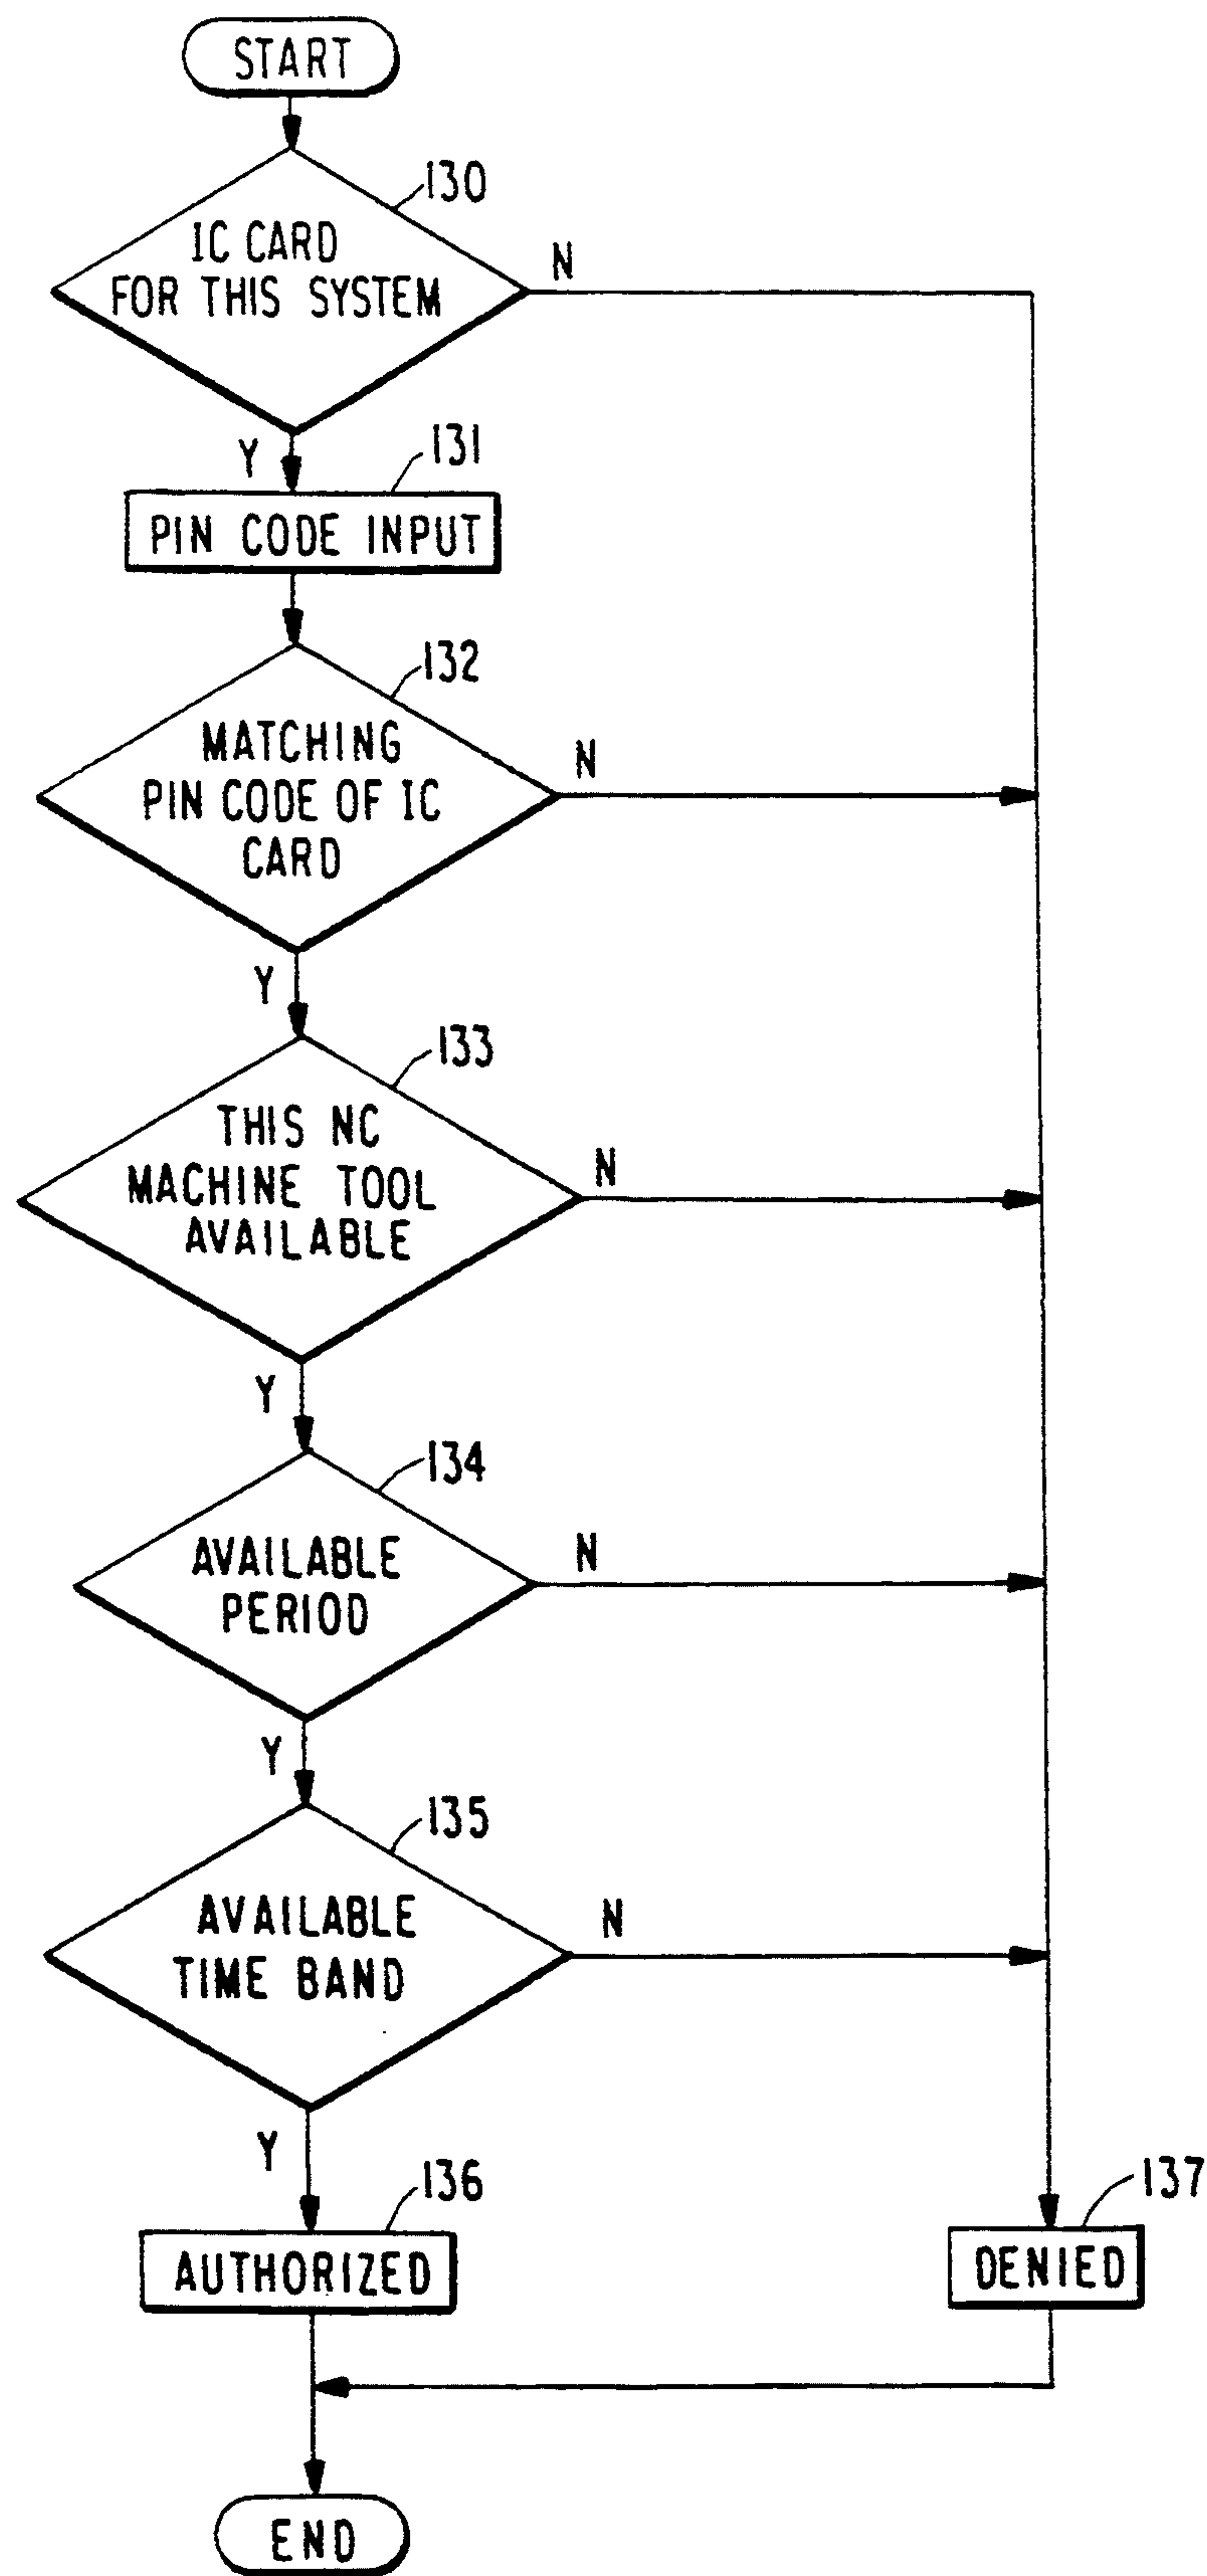 START
130
IC CARD
FOR THIS SYSTEM
N
Y
131
PIN CODE INPUT
132
MATCHING
PIN CODE OF IC
CARD
N
Y
133
THIS NC
MACHINE TOOL
AVAILABLE
N
Y
134
AVAILABLE
PERIOD
N
Y
135
AVAILABLE
TIME BAND
N
Y
136
AUTHORIZED
137
DENIED
END